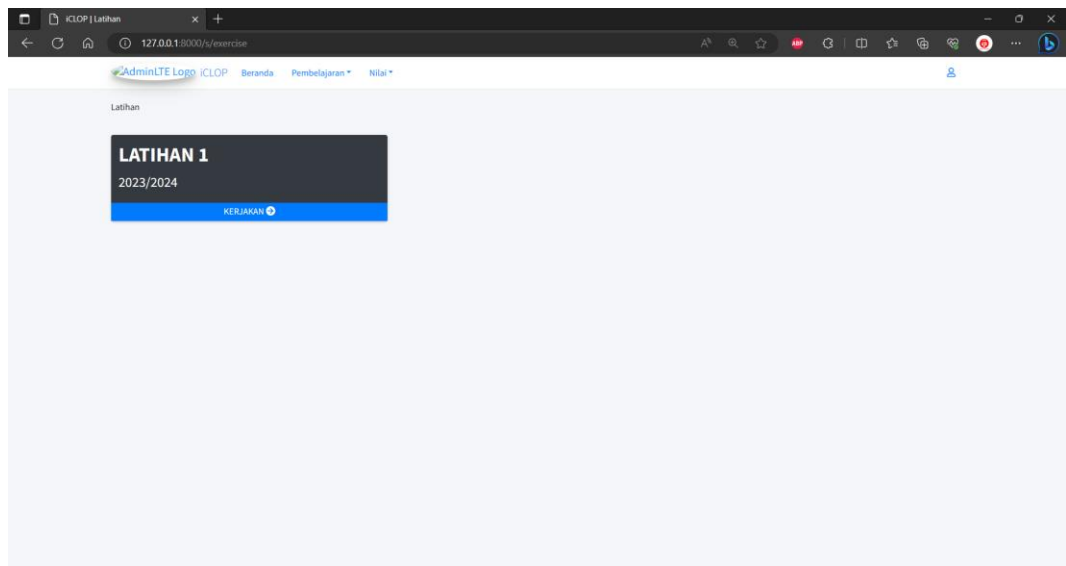 iCLOP | Latihan
127.0.0.1:8000/s/exercise
ABP
AdminLTE Logo iCLOP Beranda Pembelajaran Nilai
Latihan
LATIHAN 1
2023/2024
KERJAKAN